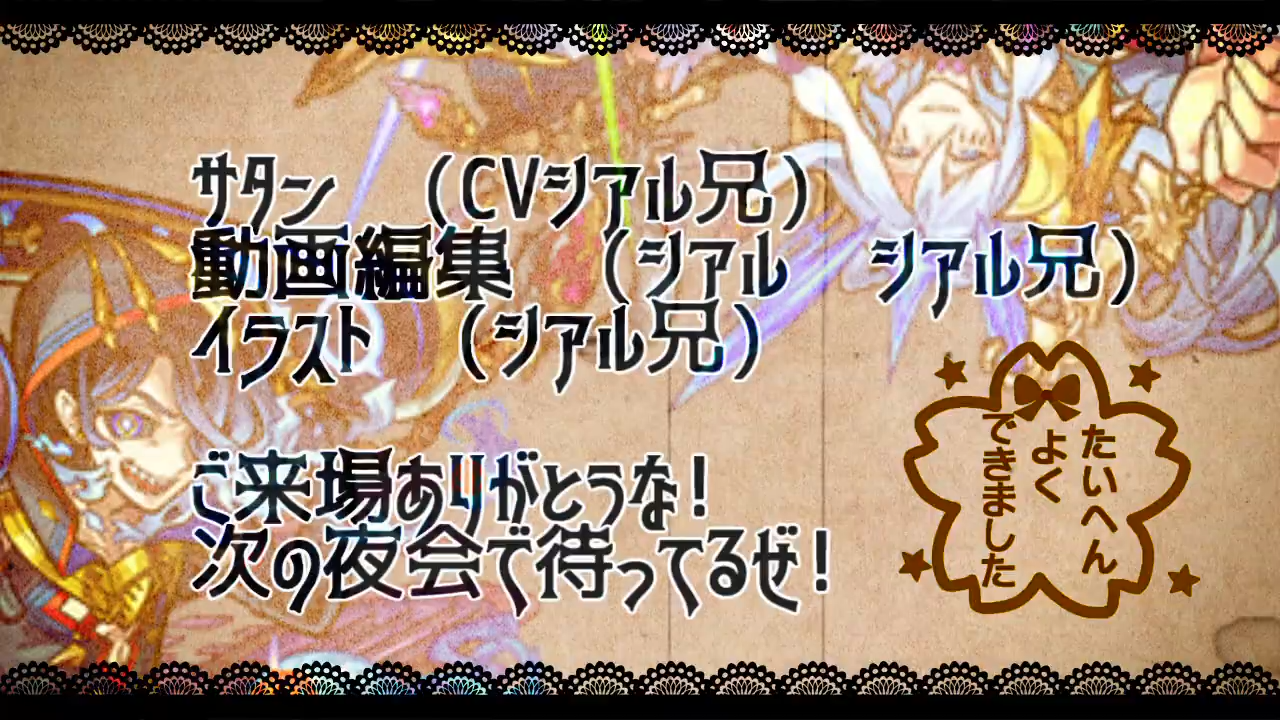 サタン （CVシアル兄）
動画編集 （シアル シアル兄）
イラスト （シアル兄）
ご来場ありがとうな！
次の夜会で待ってるぜ！
たいへん
よく
できました